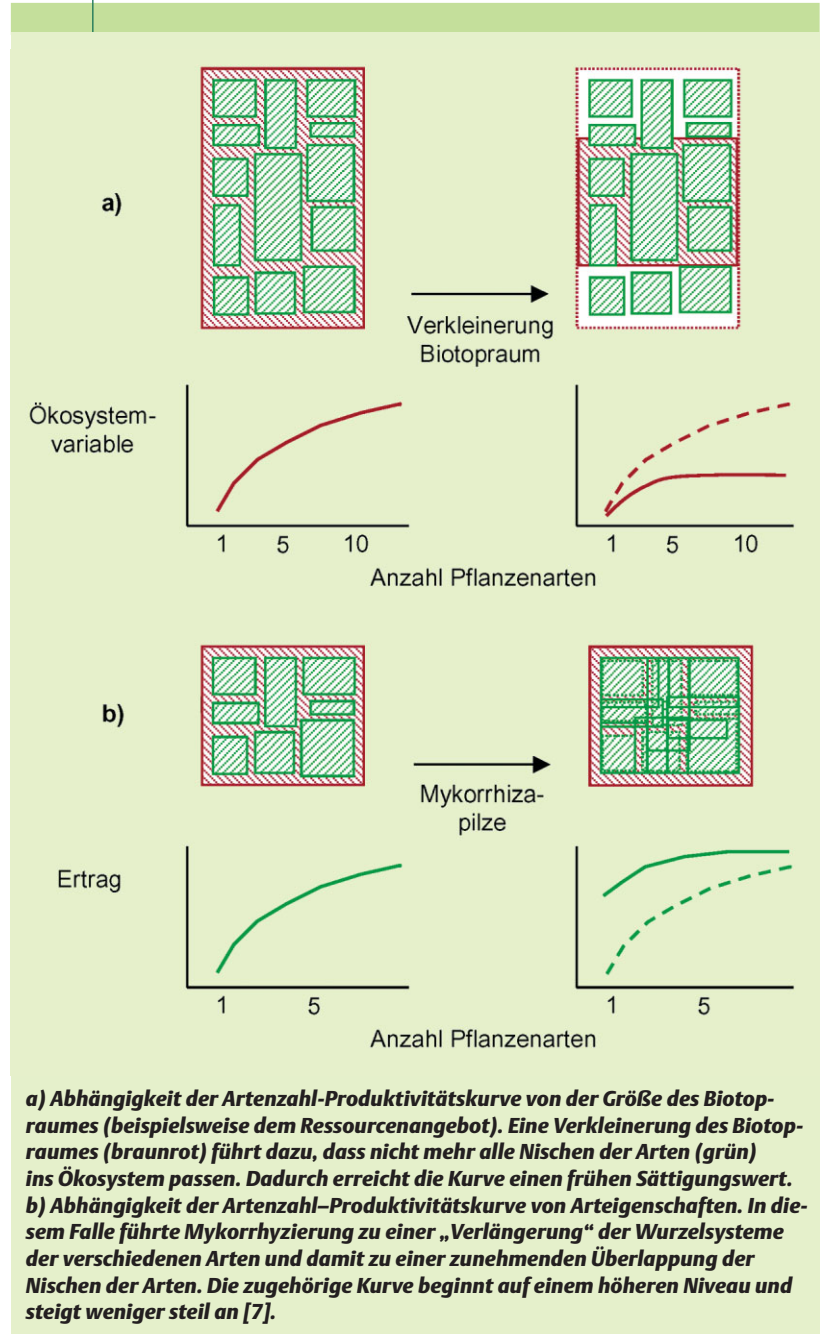 a)
Verkleinerung
Biotopraum
Ökosystem-
variable
1 5 10
1 5 10
Anzahl Pflanzenarten
b)
Mykorrhiza-
pilze
Ertrag
1 5
1 5
Anzahl Pflanzenarten
a) Abhängigkeit der Artenzahl-Produktivitätskurve von der Größe des Biotop-
raumes (beispielsweise dem Ressourcenangebot). Eine Verkleinerung des Biotop-
raumes (braunrot) führt dazu, dass nicht mehr alle Nischen der Arten (grün)
ins Ökosystem passen. Dadurch erreicht die Kurve einen frühen Sättigungswert.
b) Abhängigkeit der Artenzahl–Produktivitätskurve von Arteigenschaften. In die-
sem Falle führte Mykorrhyzierung zu einer „Verlängerung“ der Wurzelsysteme
der verschiedenen Arten und damit zu einer zunehmenden Überlappung der
Nischen der Arten. Die zugehörige Kurve beginnt auf einem höheren Niveau und
steigt weniger steil an [7].